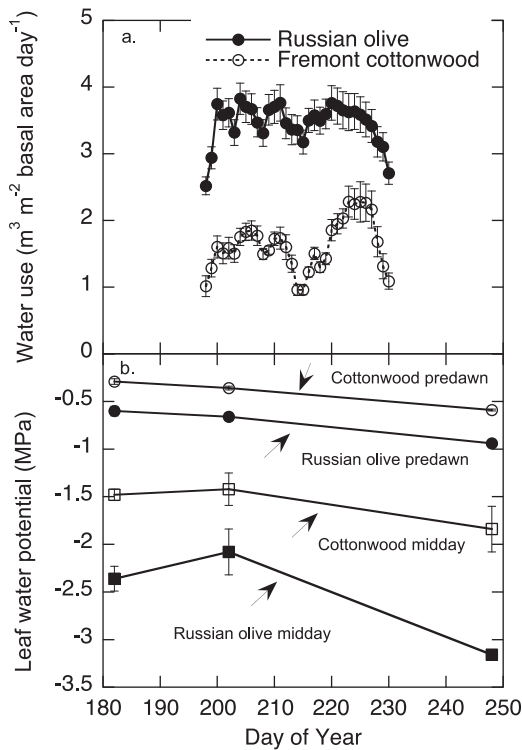 a.
Russian olive
Fremont cottonwood
Water use (m³ m⁻² basal area day⁻¹)
5
4
3
2
1
0
b.
Cottonwood predawn
Russian olive predawn
Cottonwood midday
Russian olive midday
Leaf water potential (MPa)
-0.5
-1
-1.5
-2
-2.5
-3
-3.5
180 190 200 210 220 230 240 250
Day of Year